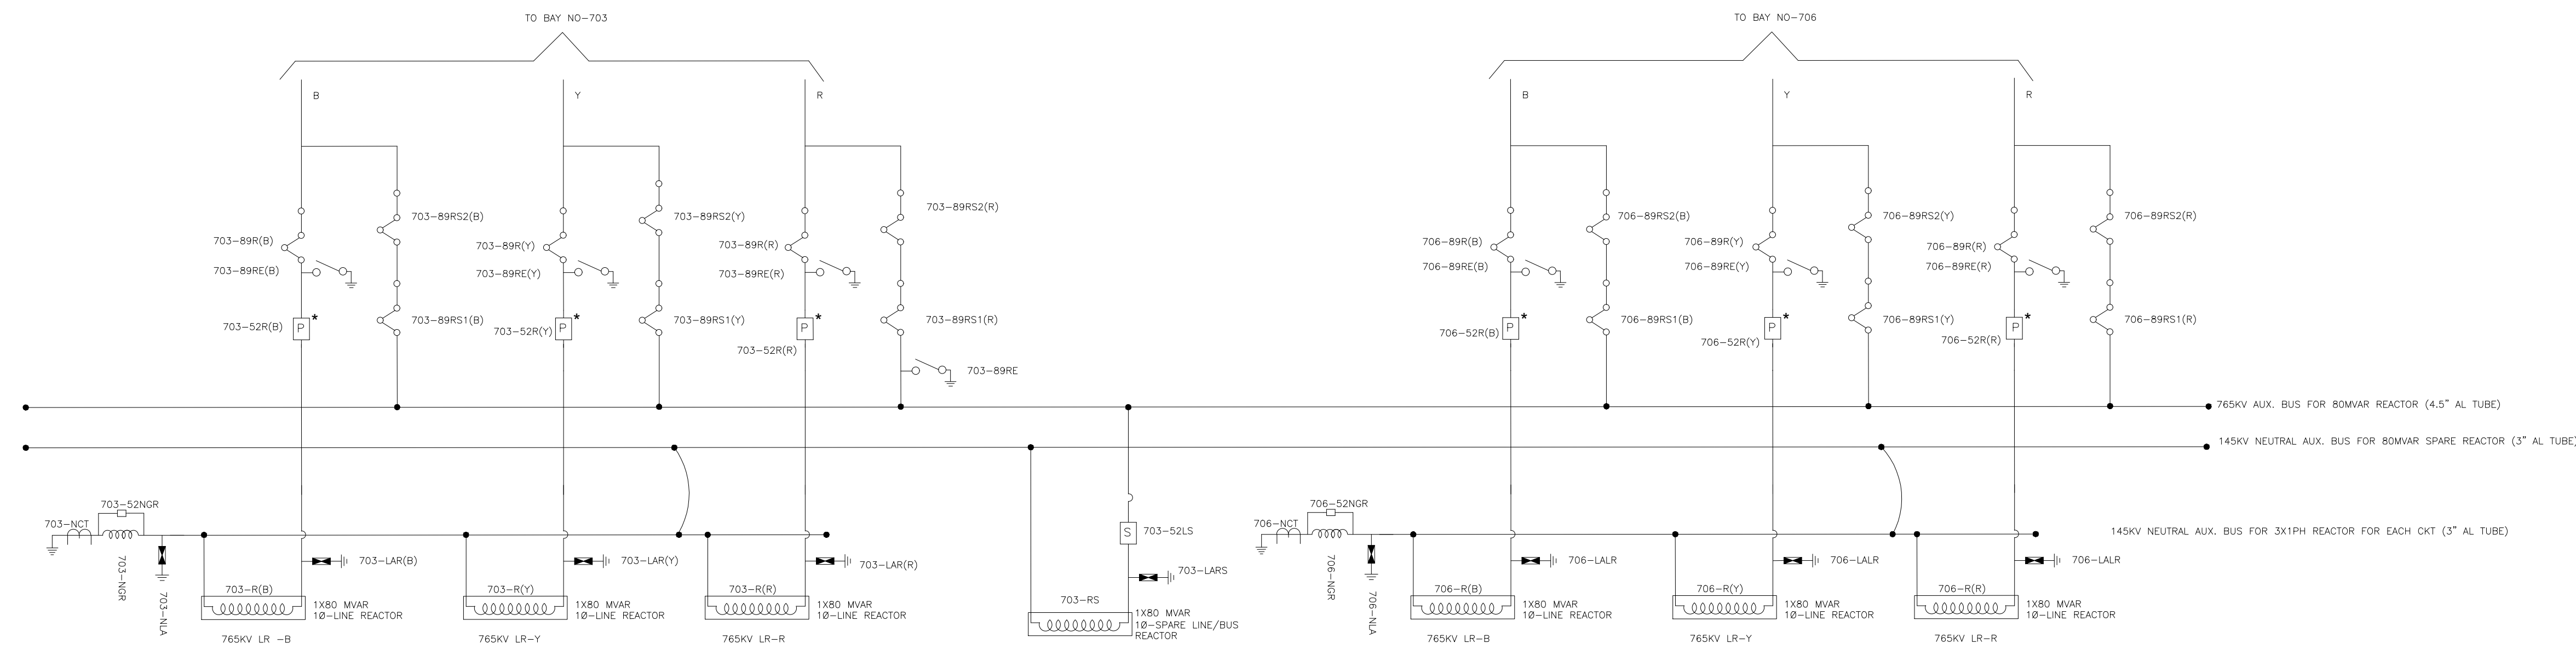 TO BAY NO-703
TO BAY NO-706
B
Y
R
B
Y
R
703-89RS2(B)
703-89RS2(Y)
703-89RS2(R)
706-89RS2(B)
706-89RS2(Y)
706-89RS2(R)
703-89R(B)
703-89R(Y)
703-89R(R)
706-89R(B)
706-89R(Y)
706-89R(R)
703-89RE(B)
703-89RE(Y)
703-89RE(R)
706-89RE(B)
706-89RE(Y)
706-89RE(R)
703-52R(B)
P
*
703-89RS1(B)
703-52R(Y)
P
*
703-89RS1(Y)
703-52R(R)
P
*
703-89RS1(R)
706-52R(B)
P
*
706-89RS1(B)
706-52R(Y)
P
*
706-89RS1(Y)
706-52R(R)
P
*
706-89RS1(R)
703-89RE
765KV AUX. BUS FOR 80MVAR REACTOR (4.5" AL TUBE)
145KV NEUTRAL AUX. BUS FOR 80MVAR SPARE REACTOR (3" AL TUBE)
703-52NGR
703-NCT
703-NGR
703-NLA
S
703-52LS
706-52NGR
706-NCT
706-NGR
706-NLA
145KV NEUTRAL AUX. BUS FOR 3X1PH REACTOR FOR EACH CKT (3" AL TUBE)
703-LAR(B)
703-LAR(Y)
703-LAR(R)
703-LARS
706-LALR
706-LALR
706-LALR
703-R(B)
1X80 MVAR
1Ø-LINE REACTOR
765KV LR -B
703-R(Y)
1X80 MVAR
1Ø-LINE REACTOR
765KV LR-Y
703-R(R)
1X80 MVAR
1Ø-LINE REACTOR
765KV LR-R
703-RS
1X80 MVAR
1Ø-SPARE LINE/BUS
REACTOR
706-R(B)
1X80 MVAR
1Ø-LINE REACTOR
765KV LR-B
706-R(Y)
1X80 MVAR
1Ø-LINE REACTOR
765KV LR-Y
706-R(R)
1X80 MVAR
1Ø-LINE REACTOR
765KV LR-R